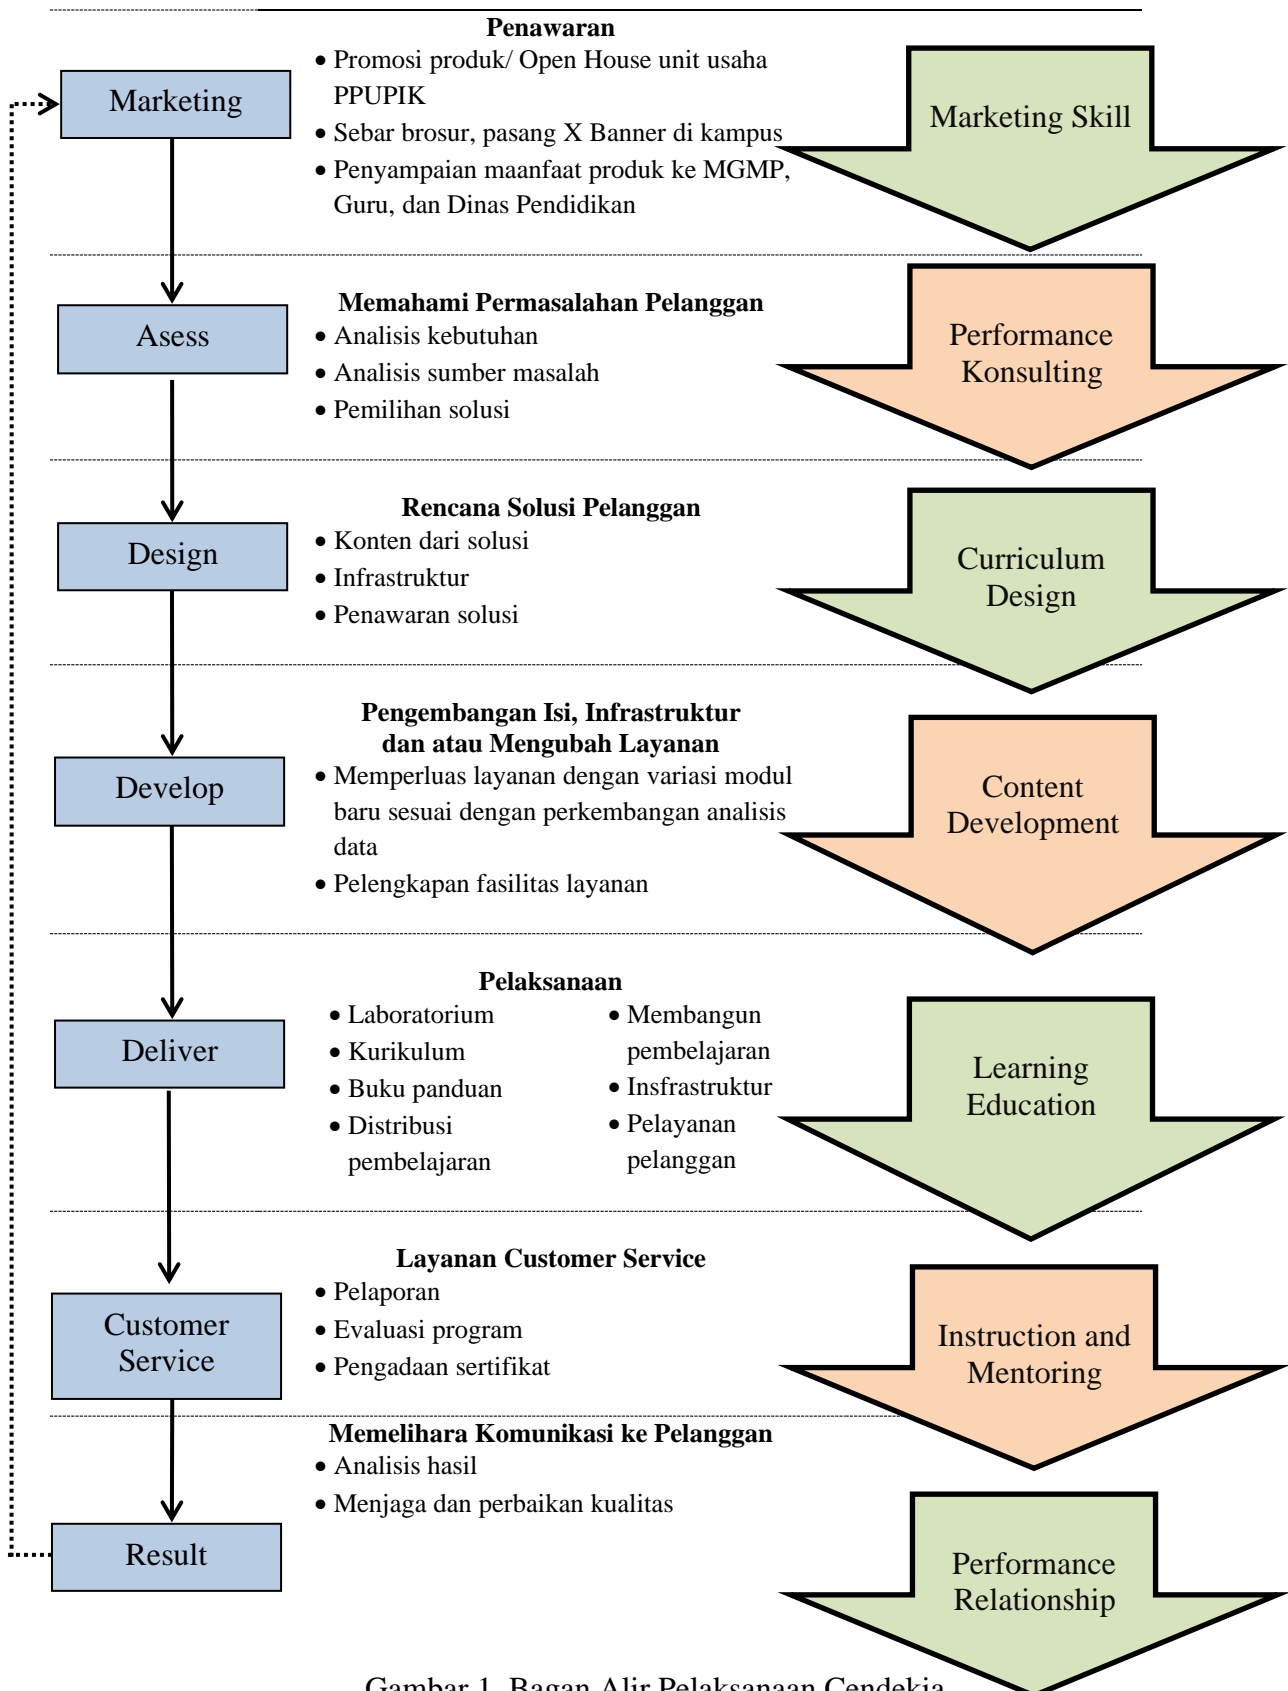 Penawaran
Marketing
• Promosi produk/ Open House unit usaha
PPUPIK
• Sebar brosur, pasang X Banner di kampus
• Penyampaian maanfaat produk ke MGMP,
Guru, dan Dinas Pendidikan
Marketing Skill
Memahami Permasalahan Pelanggan
Asess
• Analisis kebutuhan
• Analisis sumber masalah
• Pemilihan solusi
Performance
Konsulting
Rencana Solusi Pelanggan
Design
• Konten dari solusi
• Infrastruktur
• Penawaran solusi
Curriculum
Design
Pengembangan Isi, Infrastruktur
dan atau Mengubah Layanan
Develop
• Memperluas layanan dengan variasi modul
baru sesuai dengan perkembangan analisis
data
• Pelengkapan fasilitas layanan
Content
Development
Pelaksanaan
Deliver
• Laboratorium
• Kurikulum
• Buku panduan
• Distribusi
pembelajaran
• Membangun
pembelajaran
• Insfrastruktur
• Pelayanan
pelanggan
Learning
Education
Layanan Customer Service
Customer
Service
• Pelaporan
• Evaluasi program
• Pengadaan sertifikat
Instruction and
Mentoring
Memelihara Komunikasi ke Pelanggan
• Analisis hasil
• Menjaga dan perbaikan kualitas
Result
Performance
Relationship
Gambar 1. Bagan Alir Pelaksanaan Cendekia